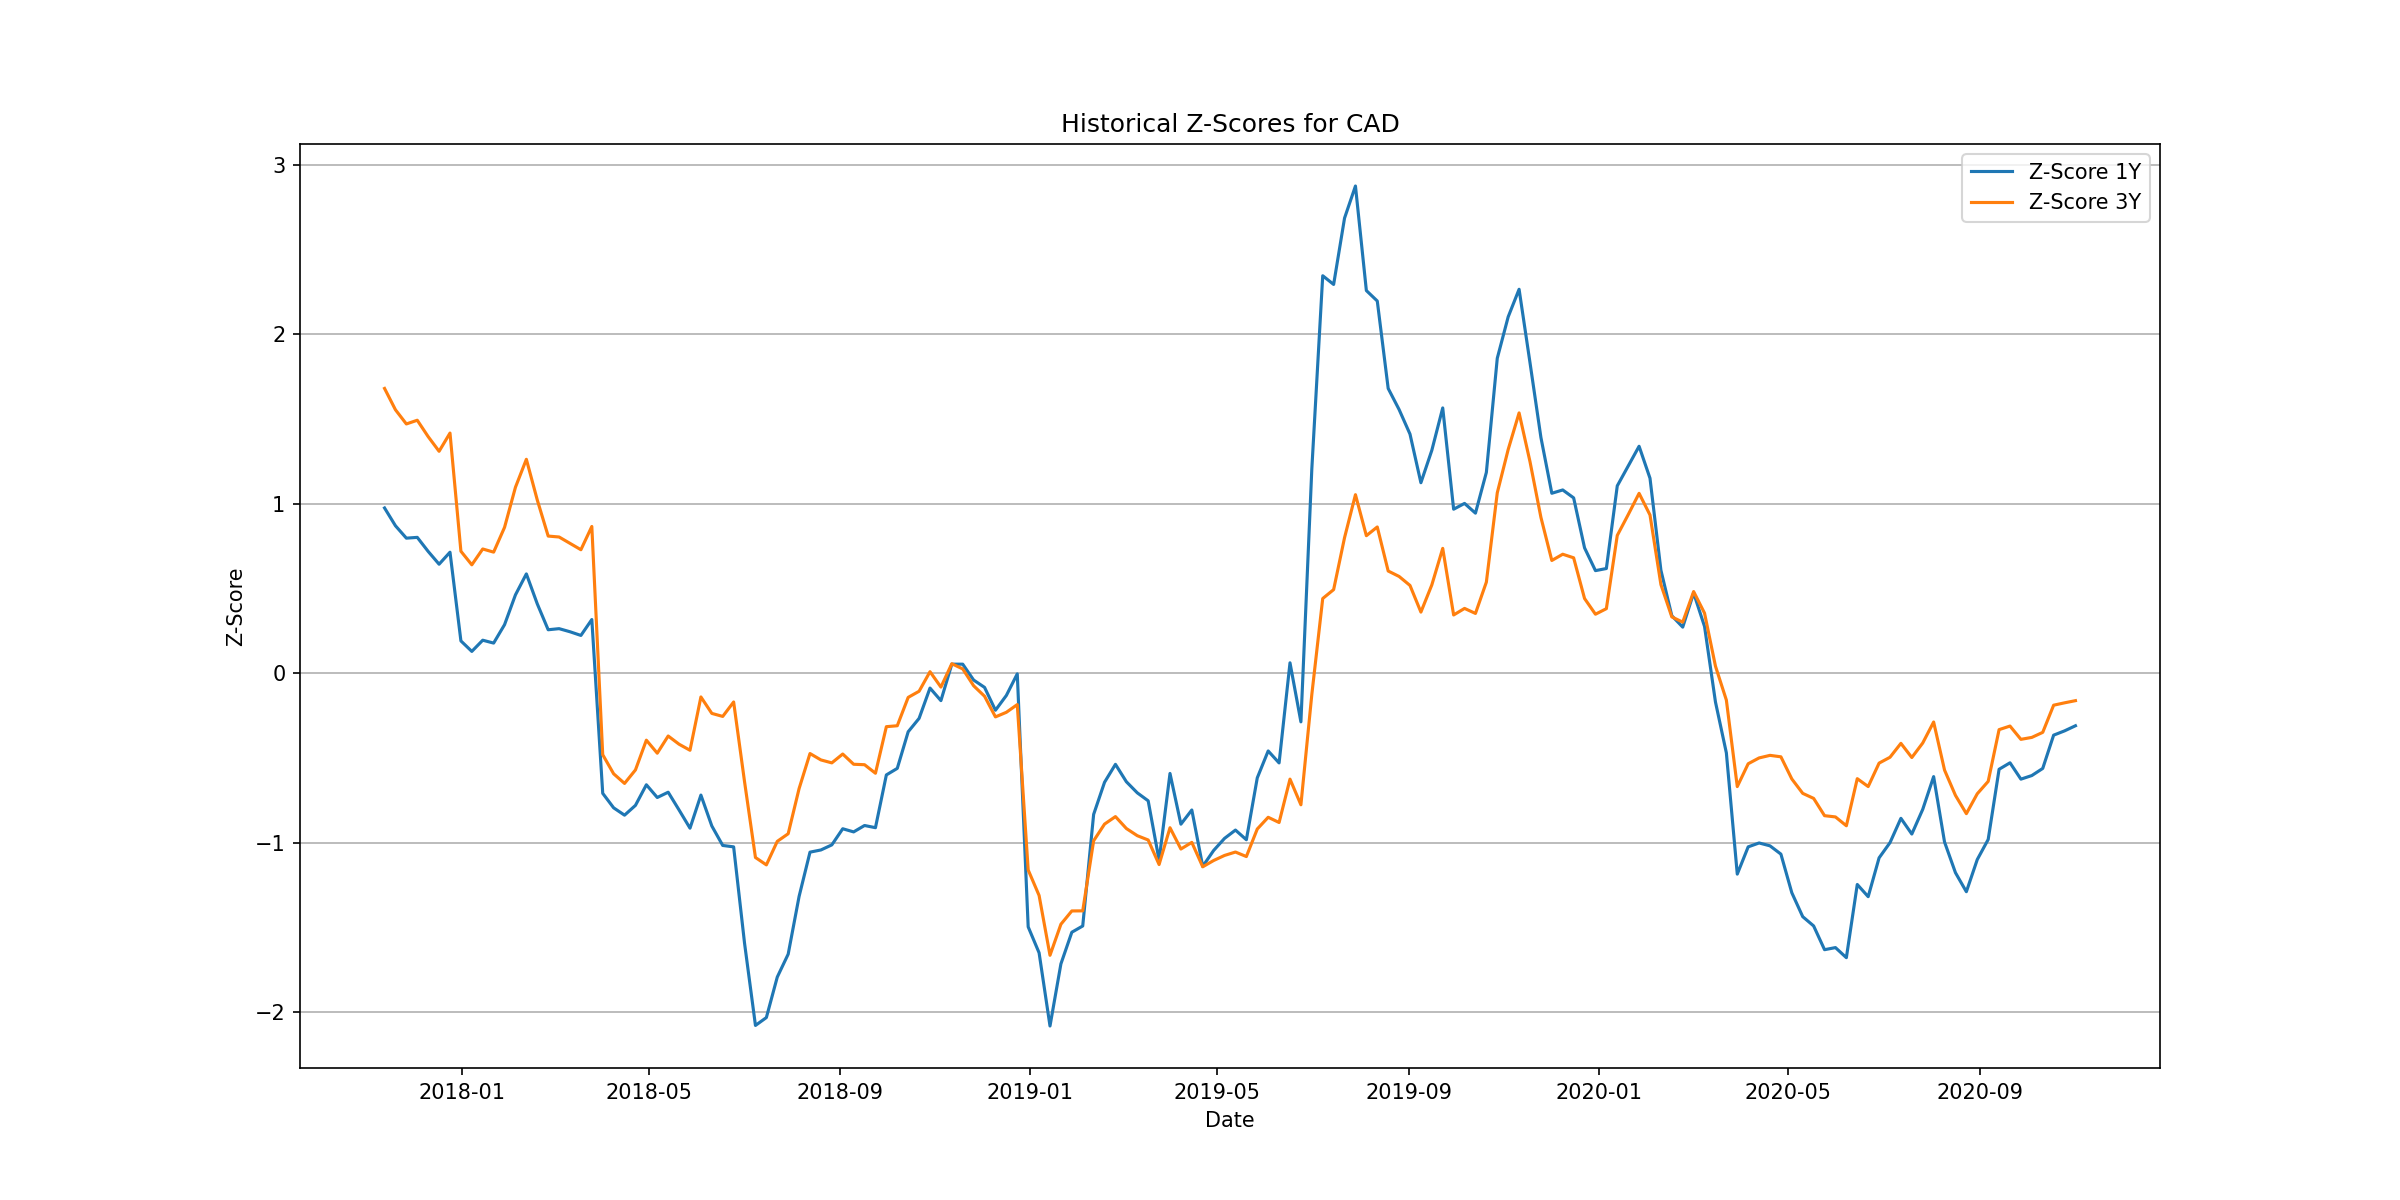 Historical Z-Scores for CAD
Z-Score 1Y
Z-Score 3Y
3
2
1
0
−1
−2
Z-Score
2018-01 2018-05 2018-09 2019-01 2019-05 2019-09 2020-01 2020-05 2020-09
Date